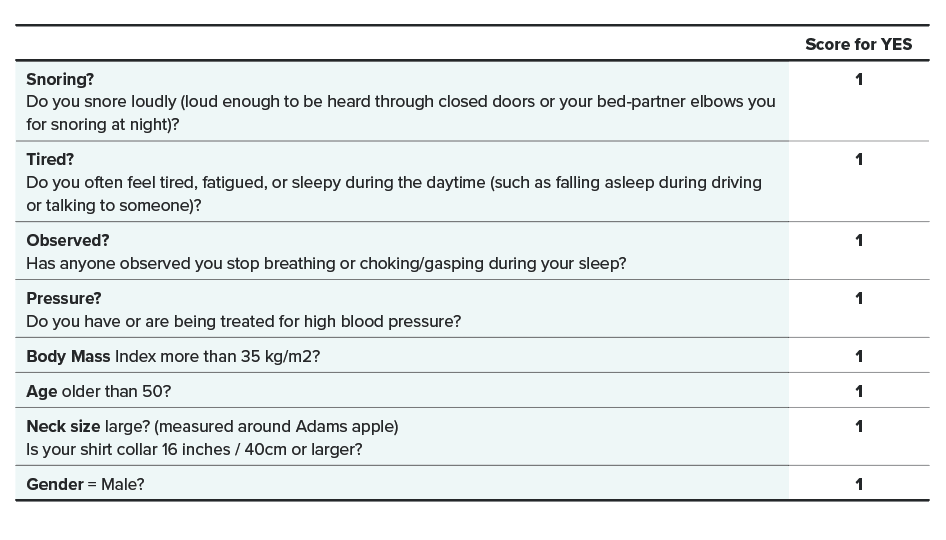 Score for YES
Snoring? 1
Do you snore loudly (loud enough to be heard through closed doors or your bed-partner elbows you
for snoring at night)?
Tired? 1
Do you often feel tired, fatigued, or sleepy during the daytime (such as falling asleep during driving
or talking to someone)?
Observed? 1
Has anyone observed you stop breathing or choking/gasping during your sleep?
Pressure? 1
Do you have or are being treated for high blood pressure?
Body Mass Index more than 35 kg/m2? 1
Age older than 50? 1
Neck size large? (measured around Adams apple) 1
Is your shirt collar 16 inches / 40cm or larger?
Gender = Male? 1